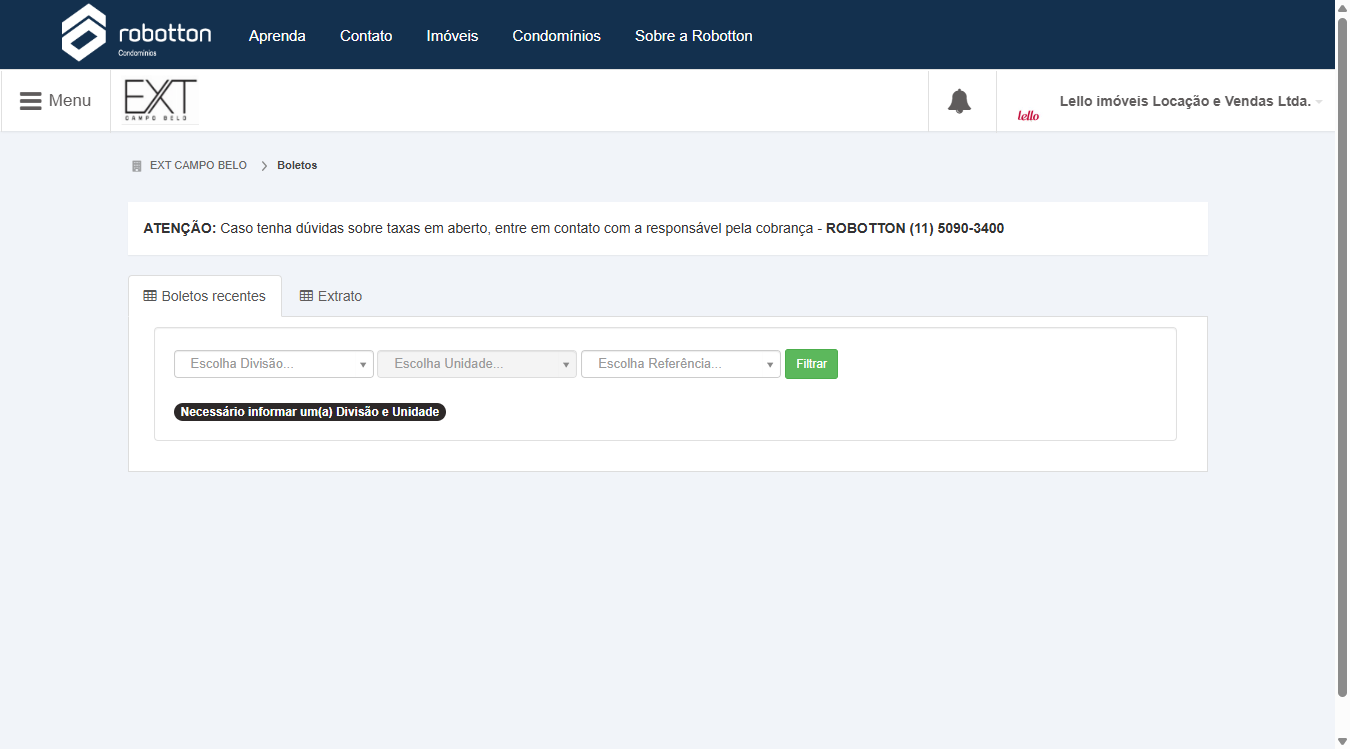 robotton
Condomínios
Aprenda
Contato
Imóveis
Condomínios
Sobre a Robotton
Menu
EXT
CAMPO BELO
lello
Lello imóveis Locação e Vendas Ltda.
EXT CAMPO BELO
Boletos
ATENÇÃO: Caso tenha dúvidas sobre taxas em aberto, entre em contato com a responsável pela cobrança - ROBOTTON (11) 5090-3400
Boletos recentes
Extrato
Escolha Divisão...
Escolha Unidade...
Escolha Referência...
Filtrar
Necessário informar um(a) Divisão e Unidade